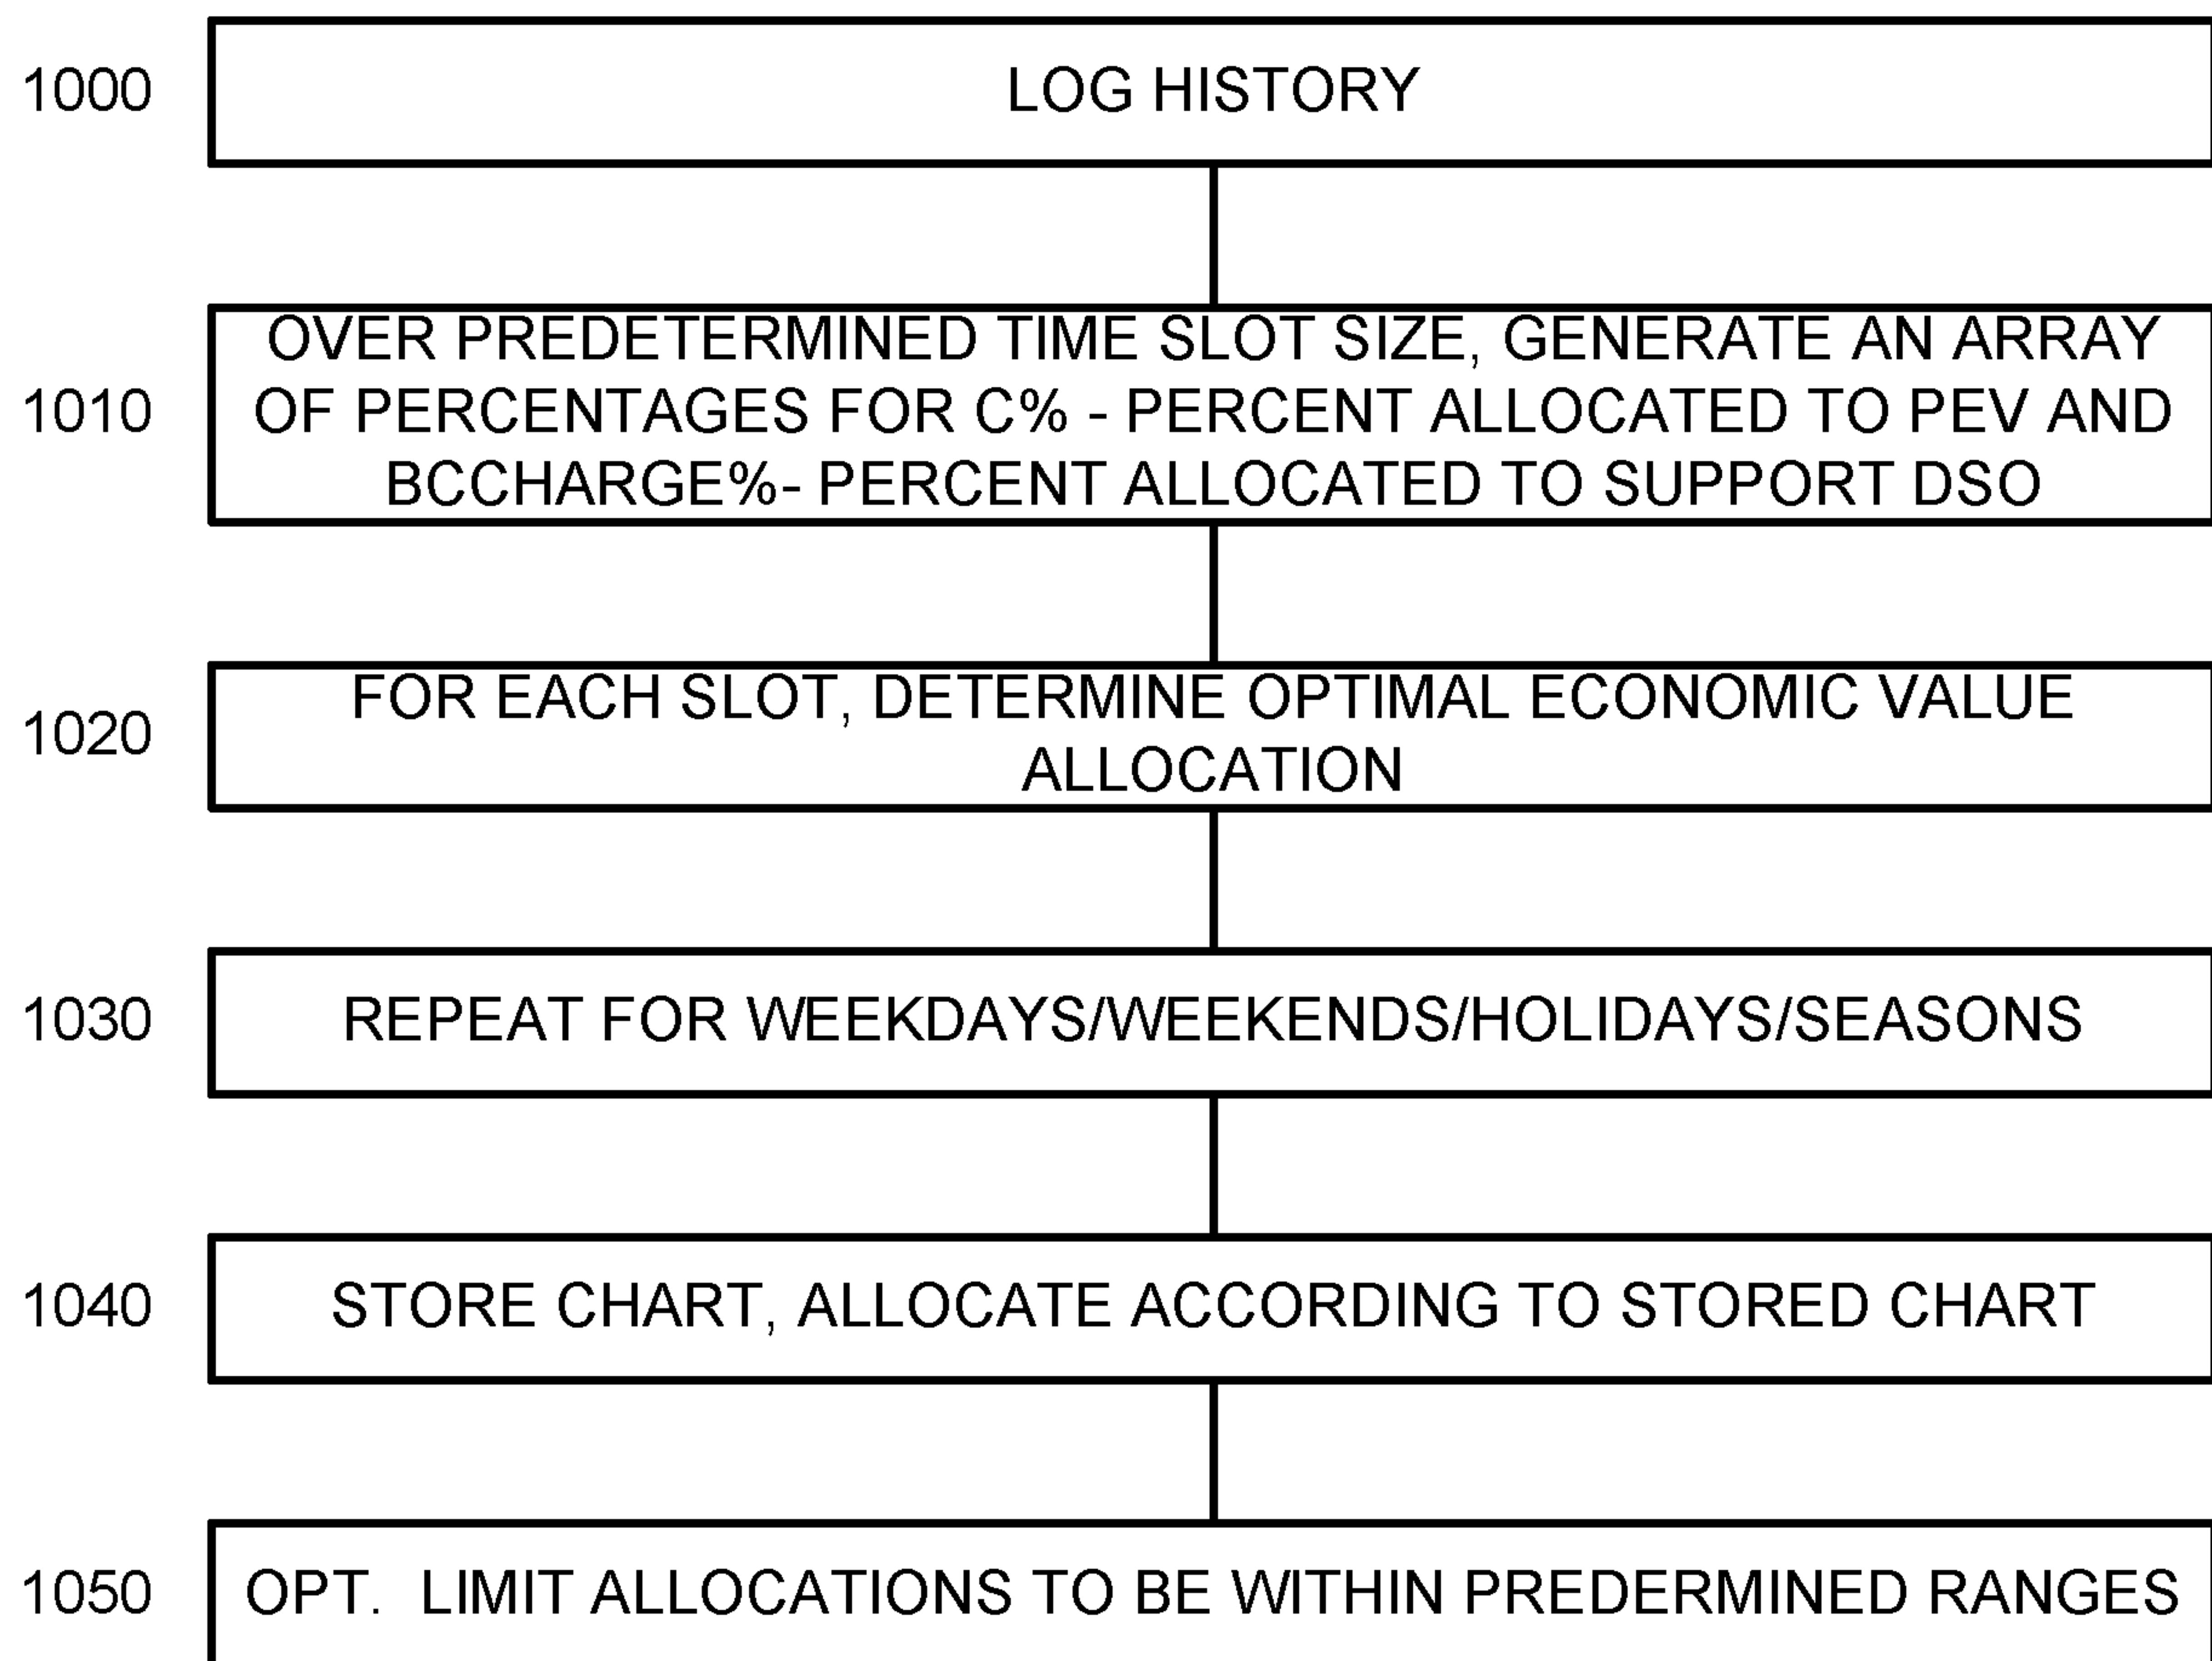 1000
LOG HISTORY
1010
OVER PREDETERMINED TIME SLOT SIZE, GENERATE AN ARRAY
OF PERCENTAGES FOR C% - PERCENT ALLOCATED TO PEV AND
BCCHARGE%- PERCENT ALLOCATED TO SUPPORT DSO
1020
FOR EACH SLOT, DETERMINE OPTIMAL ECONOMIC VALUE
ALLOCATION
1030
REPEAT FOR WEEKDAYS/WEEKENDS/HOLIDAYS/SEASONS
1040
STORE CHART, ALLOCATE ACCORDING TO STORED CHART
1050
OPT. LIMIT ALLOCATIONS TO BE WITHIN PREDERMINED RANGES